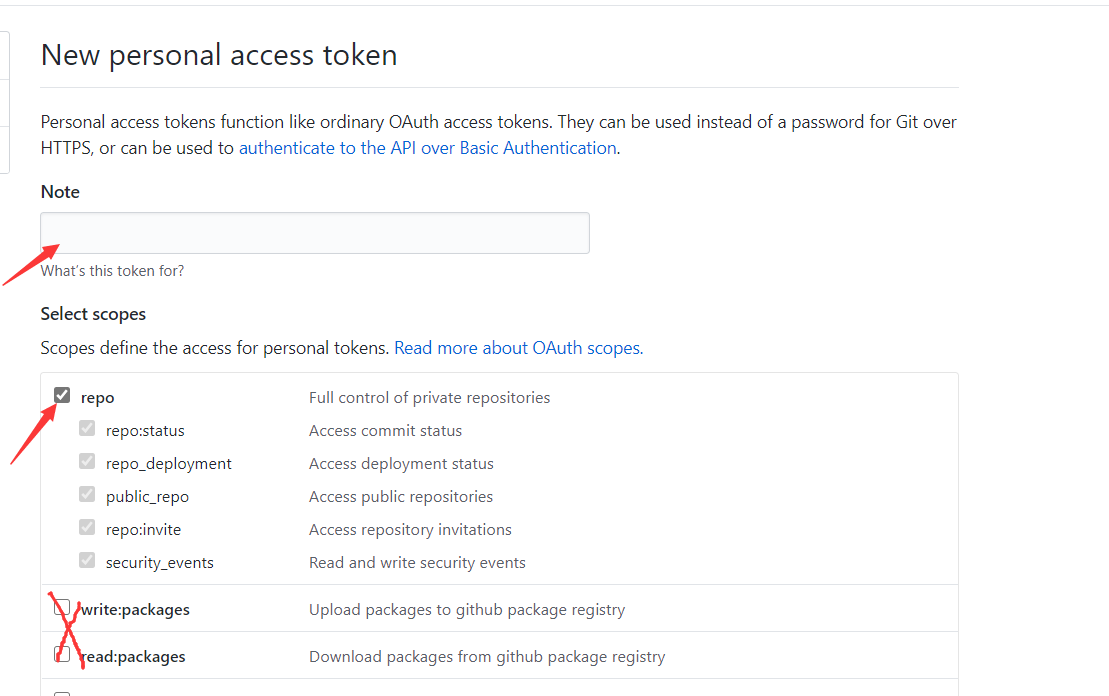 New personal access token
Personal access tokens function like ordinary OAuth access tokens. They can be used instead of a password for Git over
HTTPS, or can be used to authenticate to the API over Basic Authentication.
Note
What's this token for?
Select scopes
Scopes define the access for personal tokens. Read more about OAuth scopes.
repo Full control of private repositories
repo:status Access commit status
repo_deployment Access deployment status
public_repo Access public repositories
repo:invite Access repository invitations
security_events Read and write security events
write:packages Upload packages to github package registry
read:packages Download packages from github package registry